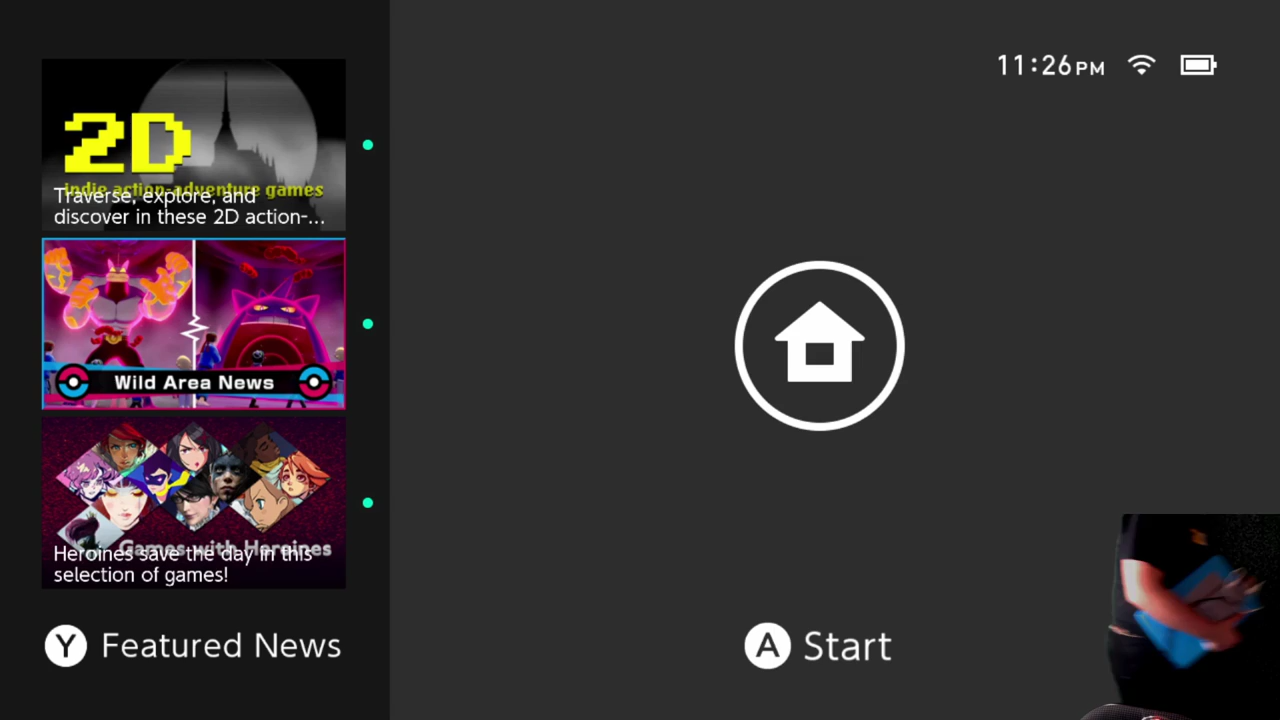 11:26PM
2D
indie action-adventure games
Traverse, explore, and
discover in these 2D action-...
Wild Area News
Games with Heroines
Heroines save the day in this
selection of games!
Y Featured News
A Start